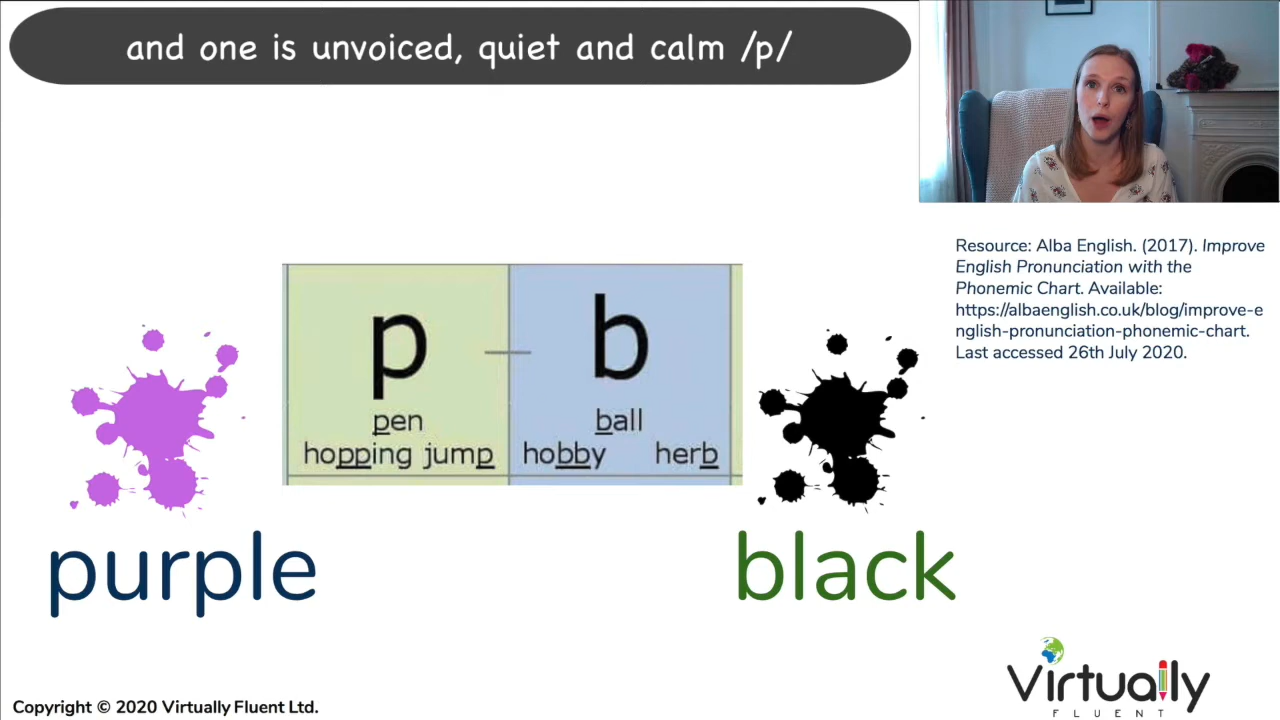 and one is unvoiced, quiet and calm /p/
Resource: Alba English. (2017). Improve
English Pronunciation with the
Phonemic Chart. Available:
https://albaenglish.co.uk/blog/improve-e
nglish-pronunciation-phonemic-chart.
Last accessed 26th July 2020.
p b
pen
hopping jump
ball
hobby herb
purple
black
Virtually
FLUENT
Copyright © 2020 Virtually Fluent Ltd.